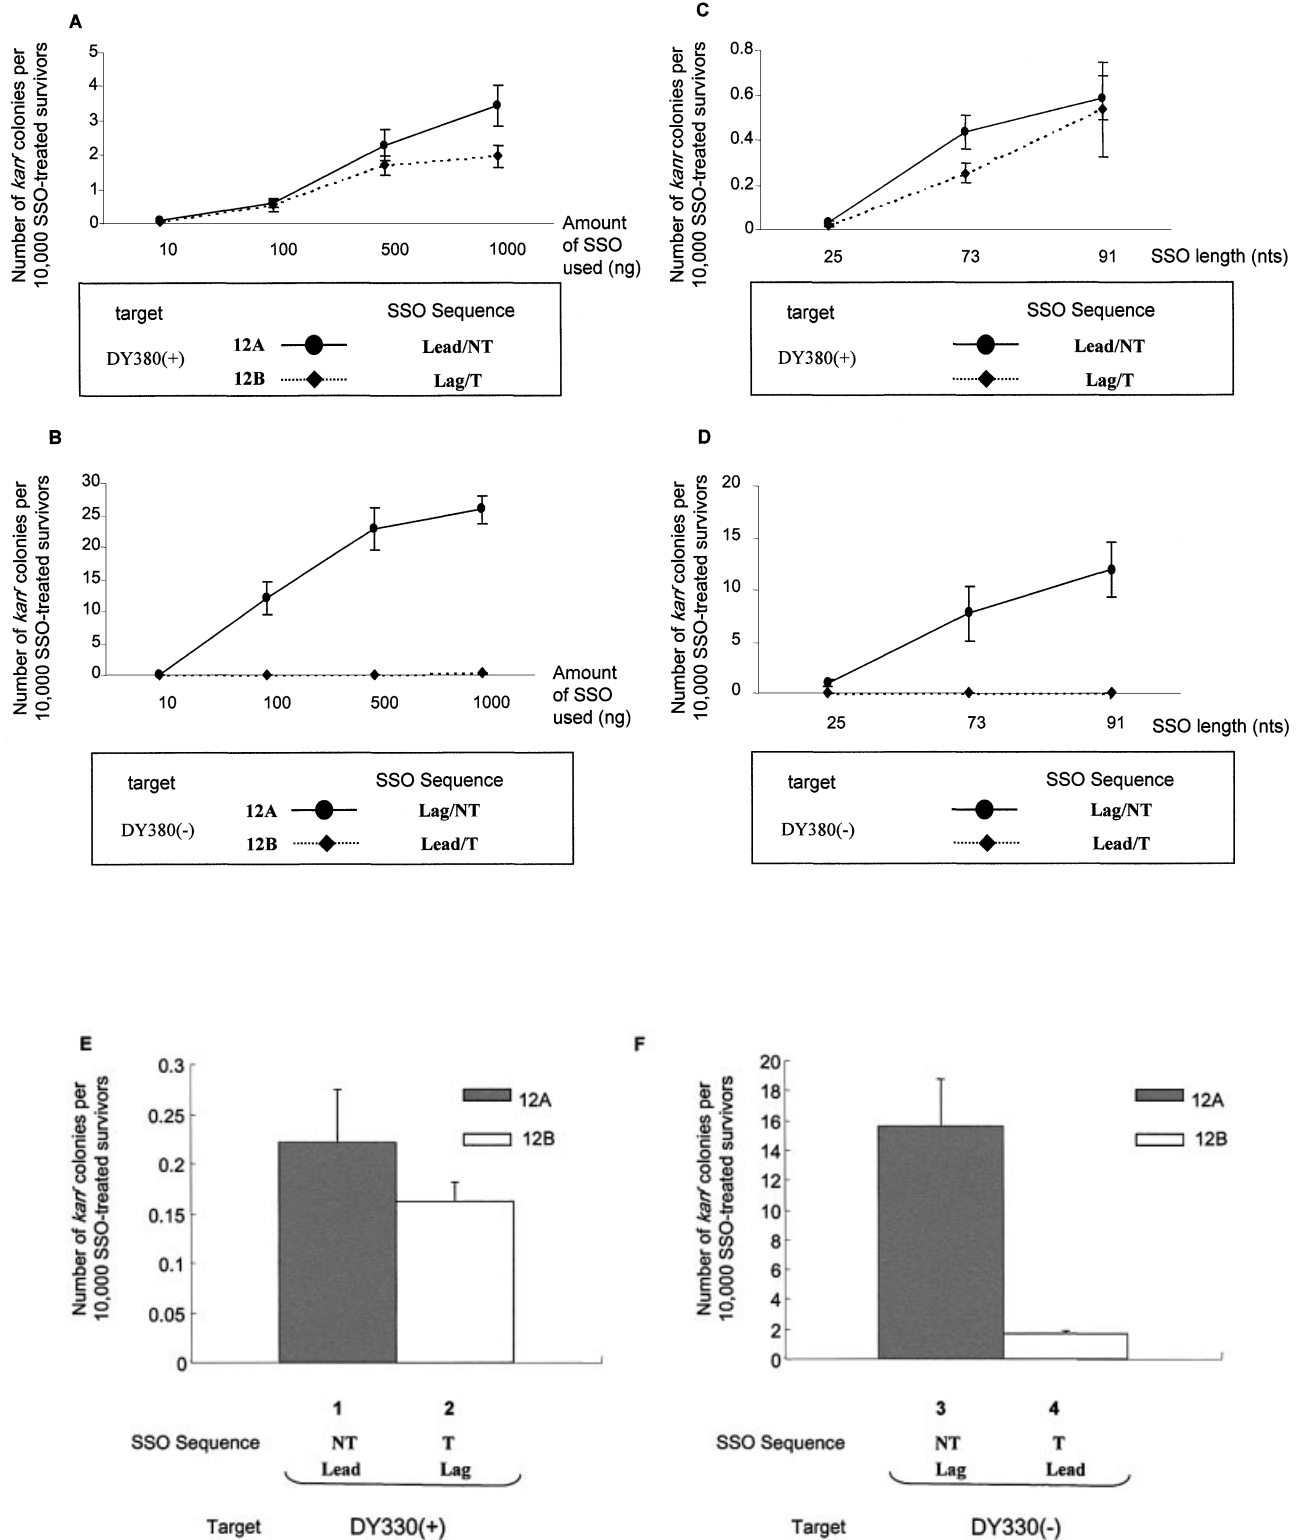 A
Number of kanr colonies per
10,000 SSO-treated survivors
5
4
3
2
1
0
10 100 500 1000
Amount
of SSO
used (ng)
target SSO Sequence
DY380(+)
12A Lead/NT
12B Lag/T
C
Number of kanr colonies per
10,000 SSO-treated survivors
0.8
0.6
0.4
0.2
0
25 73 91 SSO length (nts)
target SSO Sequence
DY380(+)
Lead/NT
Lag/T
B
Number of kanr colonies per
10,000 SSO-treated survivors
30
25
20
15
10
5
0
10 100 500 1000
Amount
of SSO
used (ng)
target SSO Sequence
12A Lag/NT
DY380(-)
12B Lead/T
D
Number of kanr colonies per
10,000 SSO-treated survivors
20
15
10
5
0
25 73 91 SSO length (nts)
target SSO Sequence
Lag/NT
DY380(-)
Lead/T
E
Number of kanr colonies per
10,000 SSO-treated survivors
0.3
0.25
0.2
0.15
0.1
0.05
0
12A
12B
1 2
SSO Sequence NT T
Lead Lag
Target DY330(+)
F
Number of kanr colonies per
10,000 SSO-treated survivors
20
18
16
14
12
10
8
6
4
2
0
12A
12B
3 4
SSO Sequence NT T
Lag Lead
Target DY330(-)